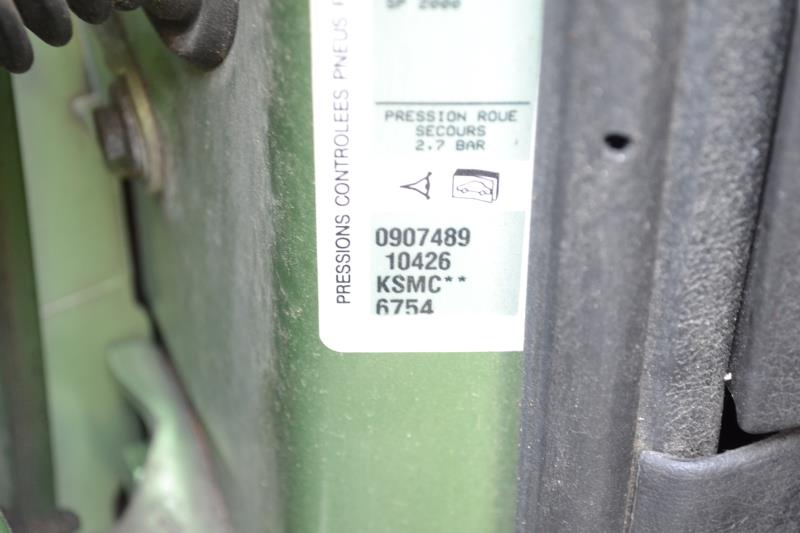 SP 2000
PRESSION ROUE
SECOURS
2.7 BAR
0907489
10426
KSMC**
6754
PRESSIONS CONTROLEES PNEUS